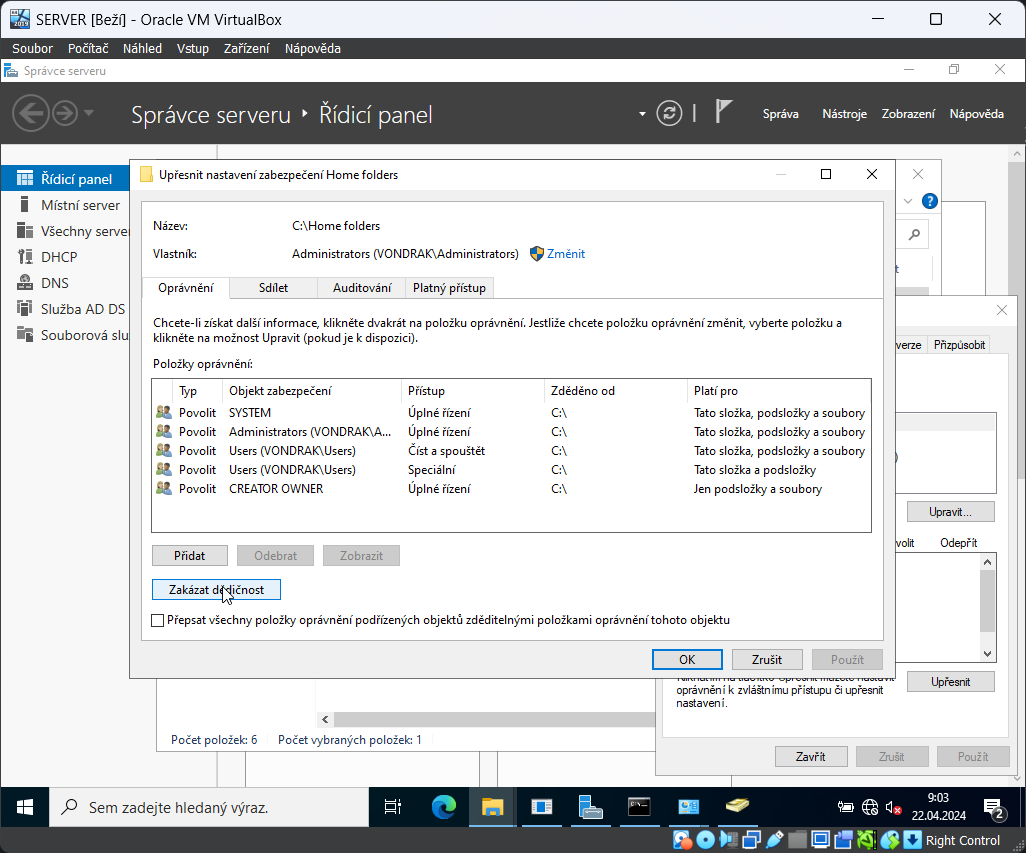 SERVER [Beží] - Oracle VM VirtualBox
Soubor Počítač Náhled Vstup Zařízení Nápověda
Správce serveru
Správce serveru ‣ Řídicí panel
Správa Nástroje Zobrazení Nápověda
Řídicí panel
Místní server
Všechny server
DHCP
DNS
Služba AD DS
Souborová slu
Upřesnit nastavení zabezpečení Home folders
Název: C:\Home folders
Vlastník: Administrators (VONDRAK\Administrators) Změnit
Oprávnění Sdílet Auditování Platný přístup
Chcete-li získat další informace, klikněte dvakrát na položku oprávnění. Jestliže chcete položku oprávnění změnit, vyberte položku a
klikněte na možnost Upravit (pokud je k dispozici).
Položky oprávnění:
Typ Objekt zabezpečení Přístup Zděděno od Platí pro
Povolit SYSTEM Úplné řízení C:\ Tato složka, podsložky a soubory
Povolit Administrators (VONDRAK\A... Úplné řízení C:\ Tato složka, podsložky a soubory
Povolit Users (VONDRAK\Users) Číst a spouštět C:\ Tato složka, podsložky a soubory
Povolit Users (VONDRAK\Users) Speciální C:\ Tato složka a podsložky
Povolit CREATOR OWNER Úplné řízení C:\ Jen podsložky a soubory
Přidat Odebrat Zobrazit
Zakázat dědičnost
Přepsat všechny položky oprávnění podřízených objektů zděditelnými položkami oprávnění tohoto objektu
OK Zrušit Použít
?
t
verze Přizpůsobit
Upravit...
volit Odepřít
oprávnění k zvláštnímu přístupu či upřesnit
nastavení.
Upřesnit
Zavřít Zrušit Použít
Počet položek: 6 Počet vybraných položek: 1
Sem zadejte hledaný výraz.
9:03
22.04.2024
2
Right Control